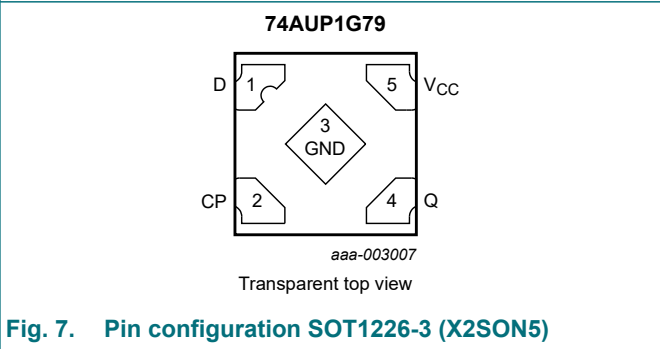 74AUP1G79
D 1 5 VCC
3
GND
CP 2 4 Q
aaa-003007
Transparent top view
Fig. 7. Pin configuration SOT1226-3 (X2SON5)